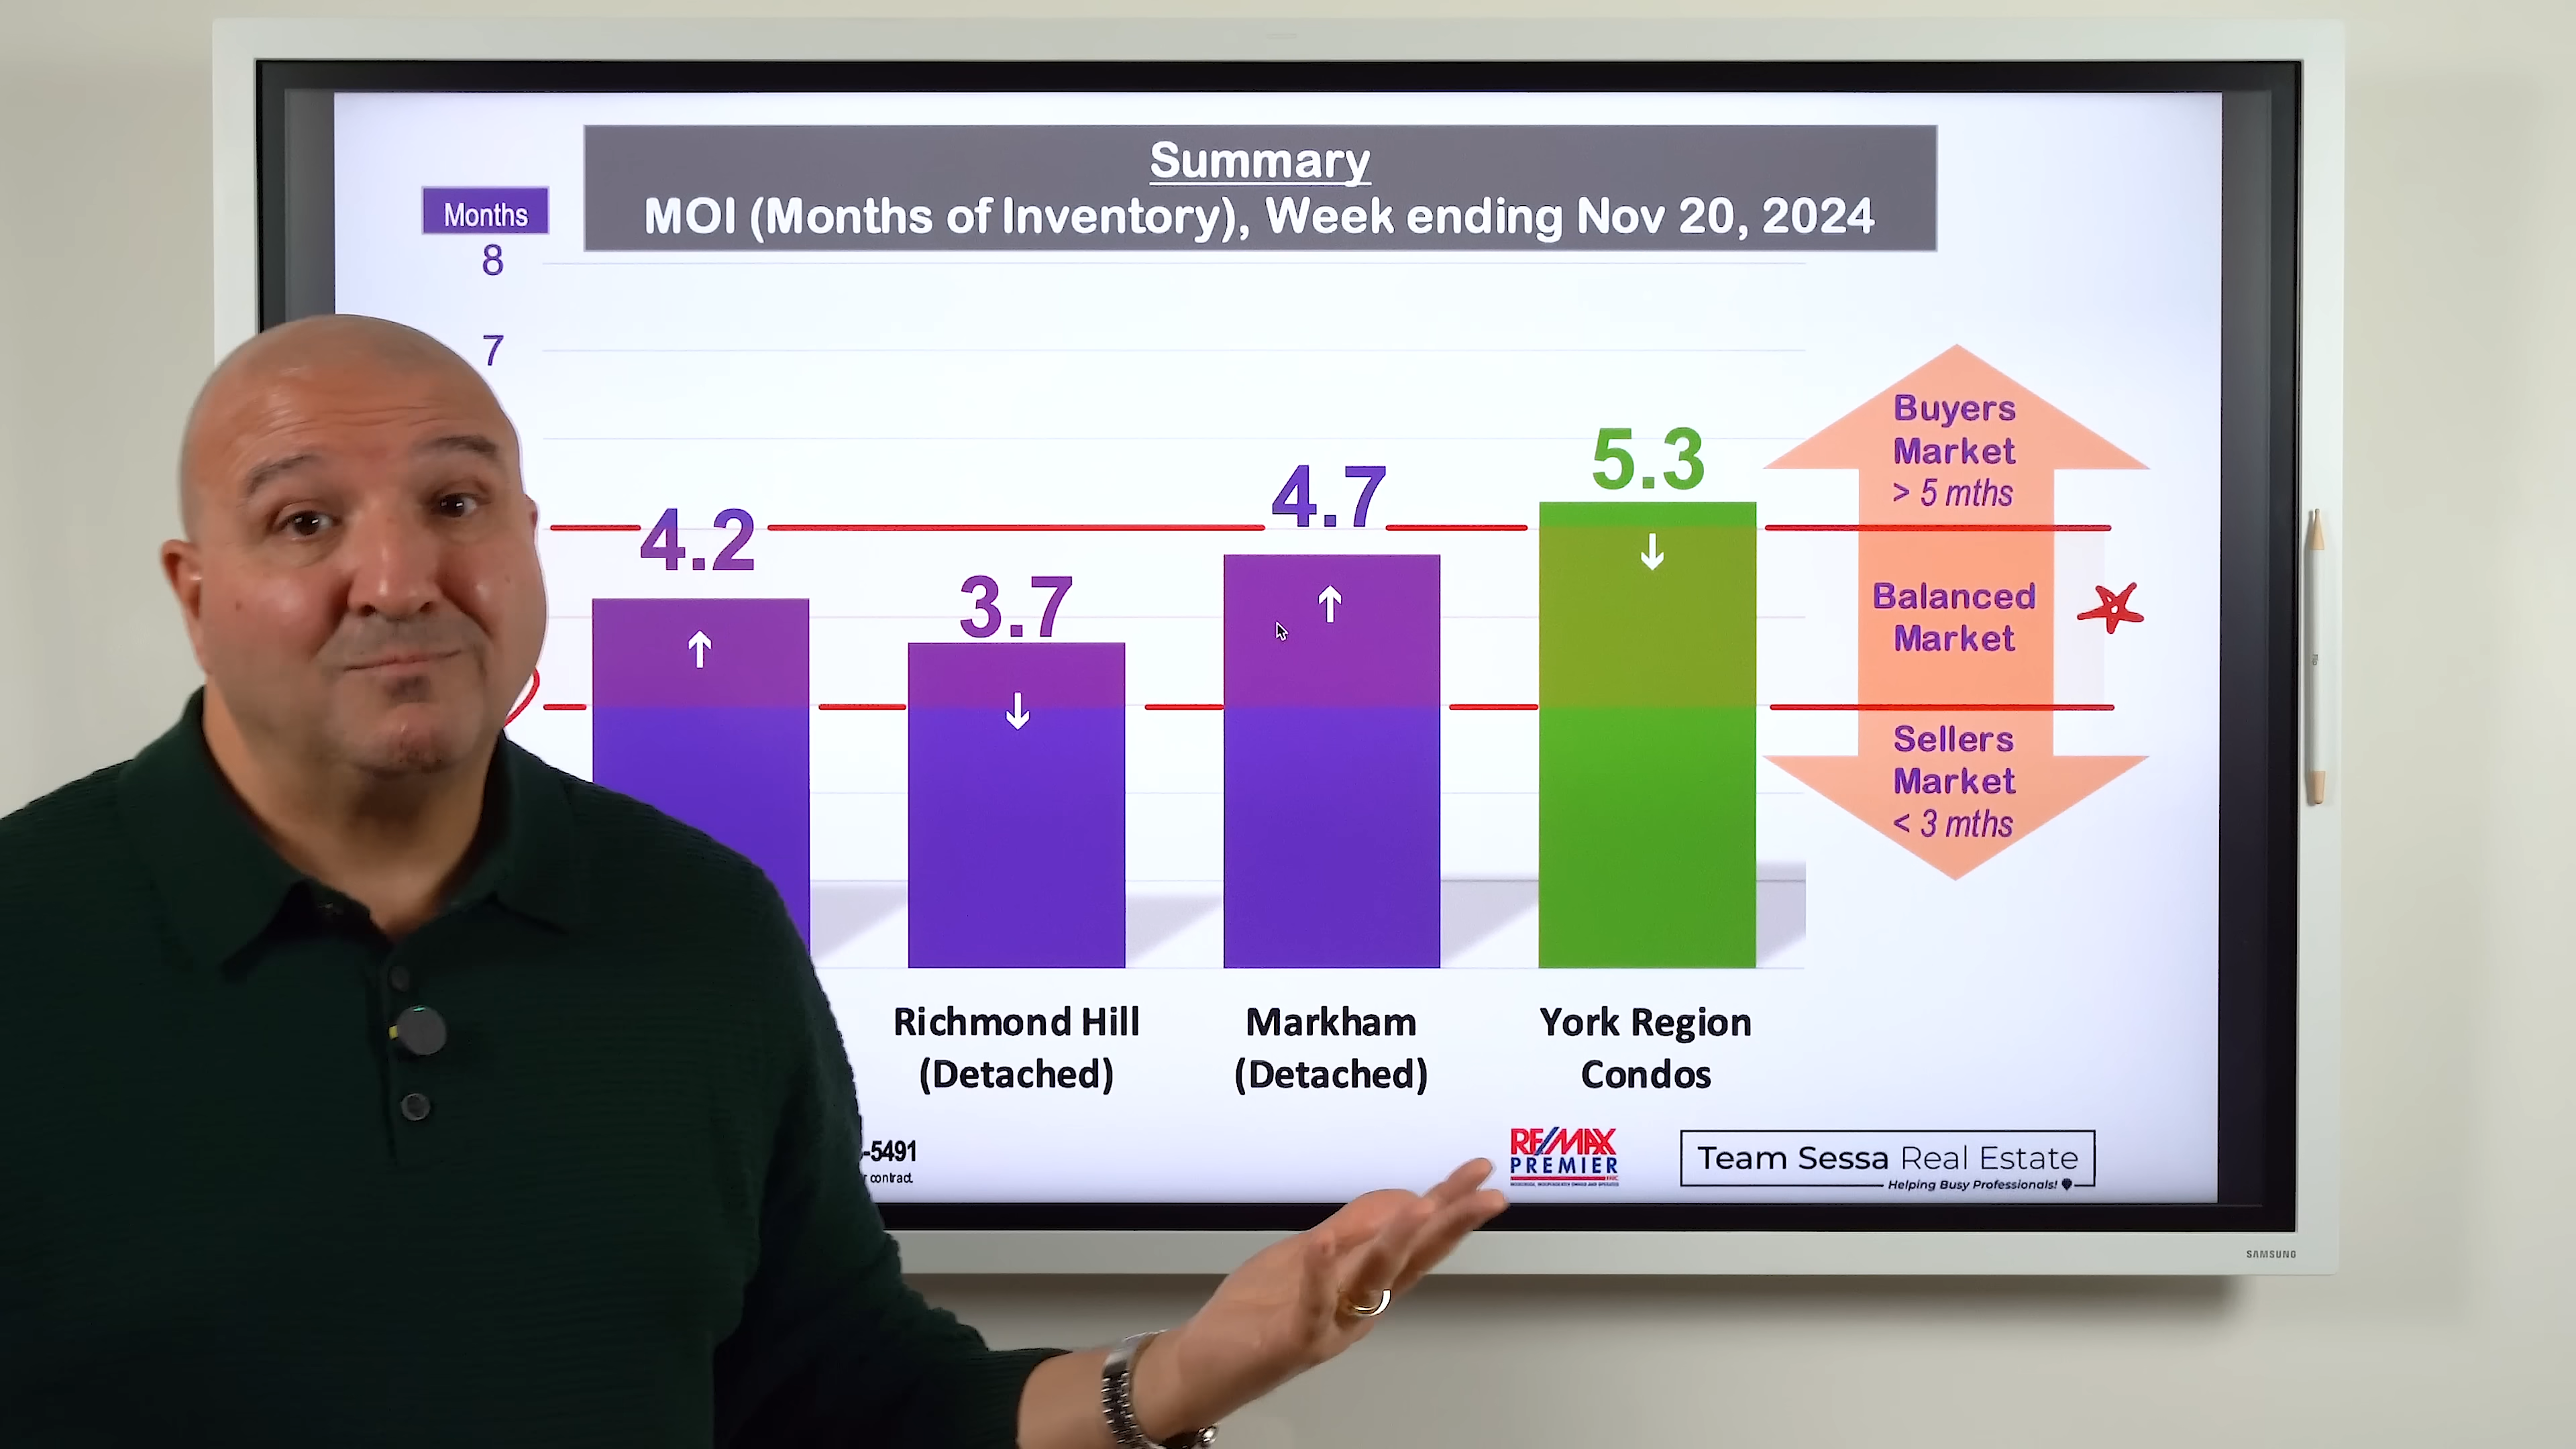 Summary
MOI (Months of Inventory), Week ending Nov 20, 2024
Months
8
7
4.2
3.7
4.7
5.3
Buyers
Market
> 5 mths
Balanced
Market
Sellers
Market
< 3 mths
Richmond Hill
(Detached)
Markham
(Detached)
York Region
Condos
-5491
contract.
RE/MAX
PREMIER
Team Sessa Real Estate
Helping Busy Professionals!
SAMSUNG